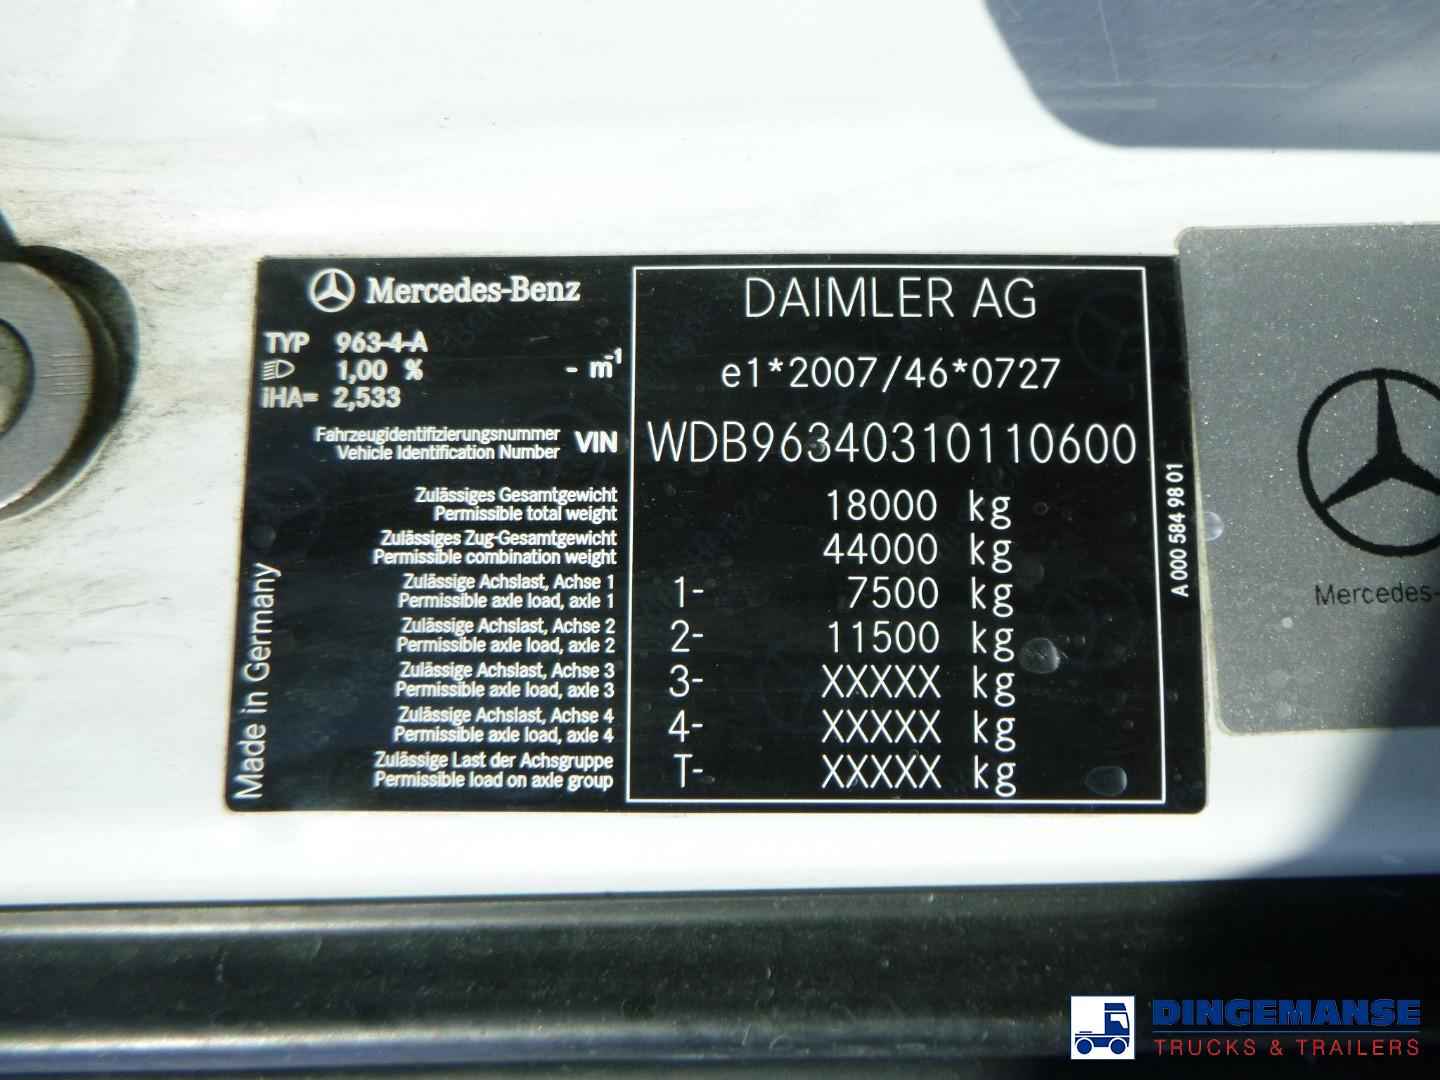 Mercedes-Benz
TYP 963-4-A
1,00 % - m-1
iHA= 2,533
Fahrzeugidentifizierungsnummer
Vehicle Identification Number
VIN
Zulässiges Gesamtgewicht
Permissible total weight
Zulässiges Zug-Gesamtgewicht
Permissible combination weight
Zulässige Achslast, Achse 1
Permissible axle load, axle 1
Zulässige Achslast, Achse 2
Permissible axle load, axle 2
Zulässige Achslast, Achse 3
Permissible axle load, axle 3
Zulässige Achslast, Achse 4
Permissible axle load, axle 4
Zulässige Last der Achsgruppe
Permissible load on axle group
Made in Germany
DAIMLER AG
e1*2007/46*0727
WDB96340310110600
18000 kg
44000 kg
1- 7500 kg
2- 11500 kg
3- XXXXX kg
4- XXXXX kg
T- XXXXX kg
A 000 584 98 01
Mercedes-
DINGEMANSE
TRUCKS & TRAILERS